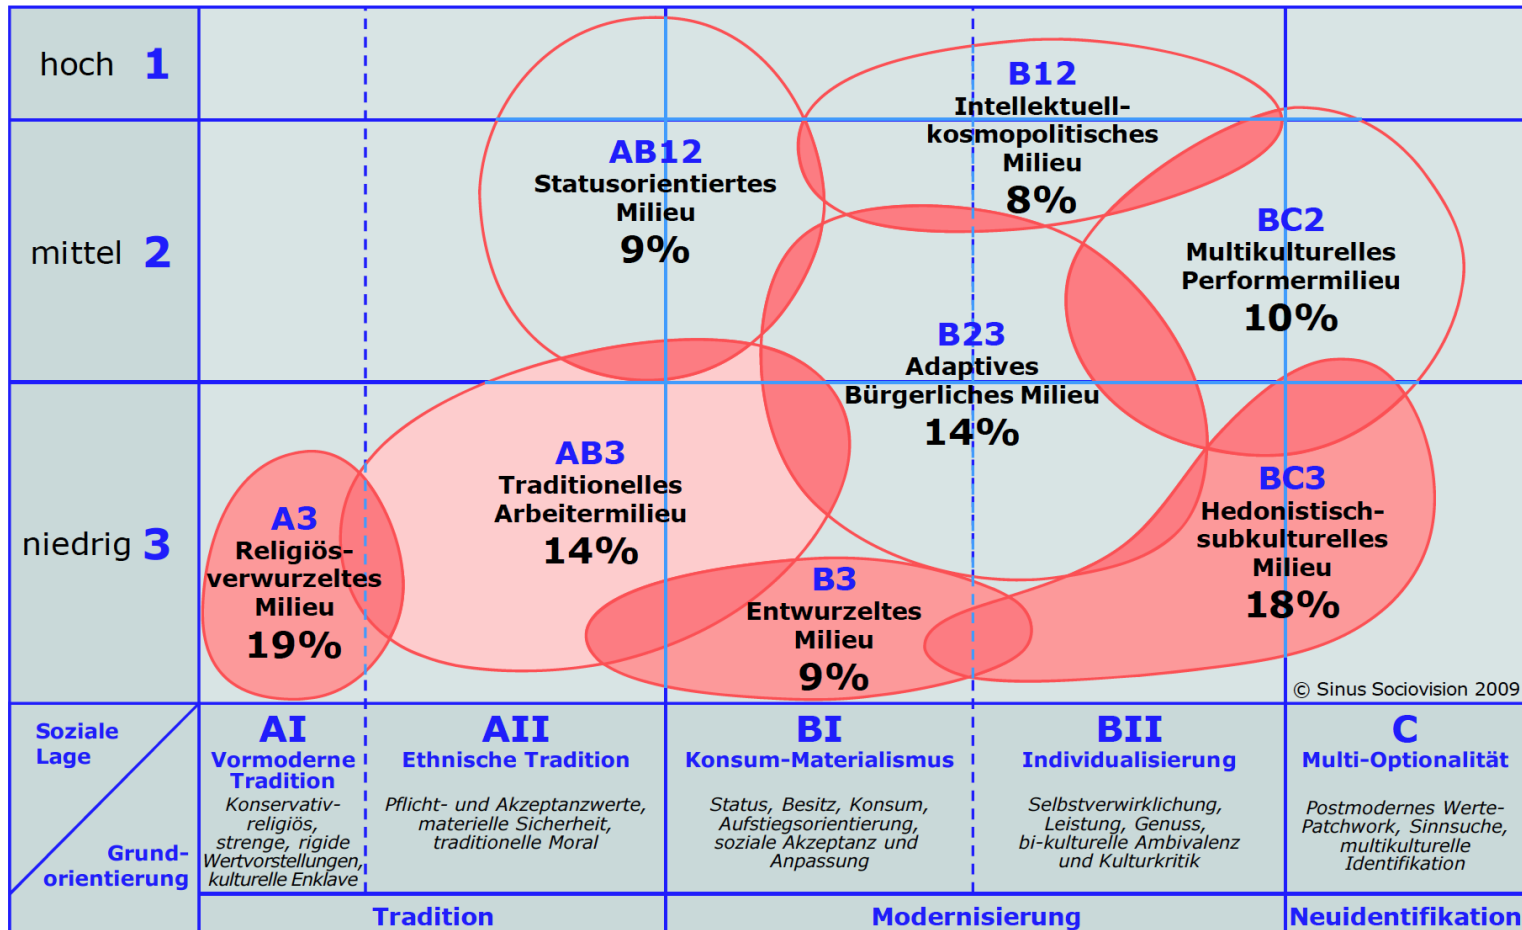 hoch 1
mittel 2
niedrig 3
AB12
Statusorientiertes
Milieu
9%
B12
Intellektuell-
kosmopolitisches
Milieu
8%
BC2
Multikulturelles
Performermilieu
10%
B23
Adaptives
Bürgerliches Milieu
14%
AB3
Traditionelles
Arbeitermilieu
14%
A3
Religiös-
verwurzeltes
Milieu
19%
B3
Entwurzeltes
Milieu
9%
BC3
Hedonistisch-
subkulturelles
Milieu
18%
© Sinus Sociovision 2009
Soziale
Lage
Grund-
orientierung
AI
Vormoderne
Tradition
Konservativ-
religiös,
strenge, rigide
Wertvorstellungen,
kulturelle Enklave
AII
Ethnische Tradition
Pflicht- und Akzeptanzwerte,
materielle Sicherheit,
traditionelle Moral
BI
Konsum-Materialismus
Status, Besitz, Konsum,
Aufstiegsorientierung,
soziale Akzeptanz und
Anpassung
BII
Individualisierung
Selbstverwirklichung,
Leistung, Genuss,
bi-kulturelle Ambivalenz
und Kulturkritik
C
Multi-Optionalität
Postmodernes Werte-
Patchwork, Sinnsuche,
multikulturelle
Identifikation
Tradition
Modernisierung
Neuidentifikation